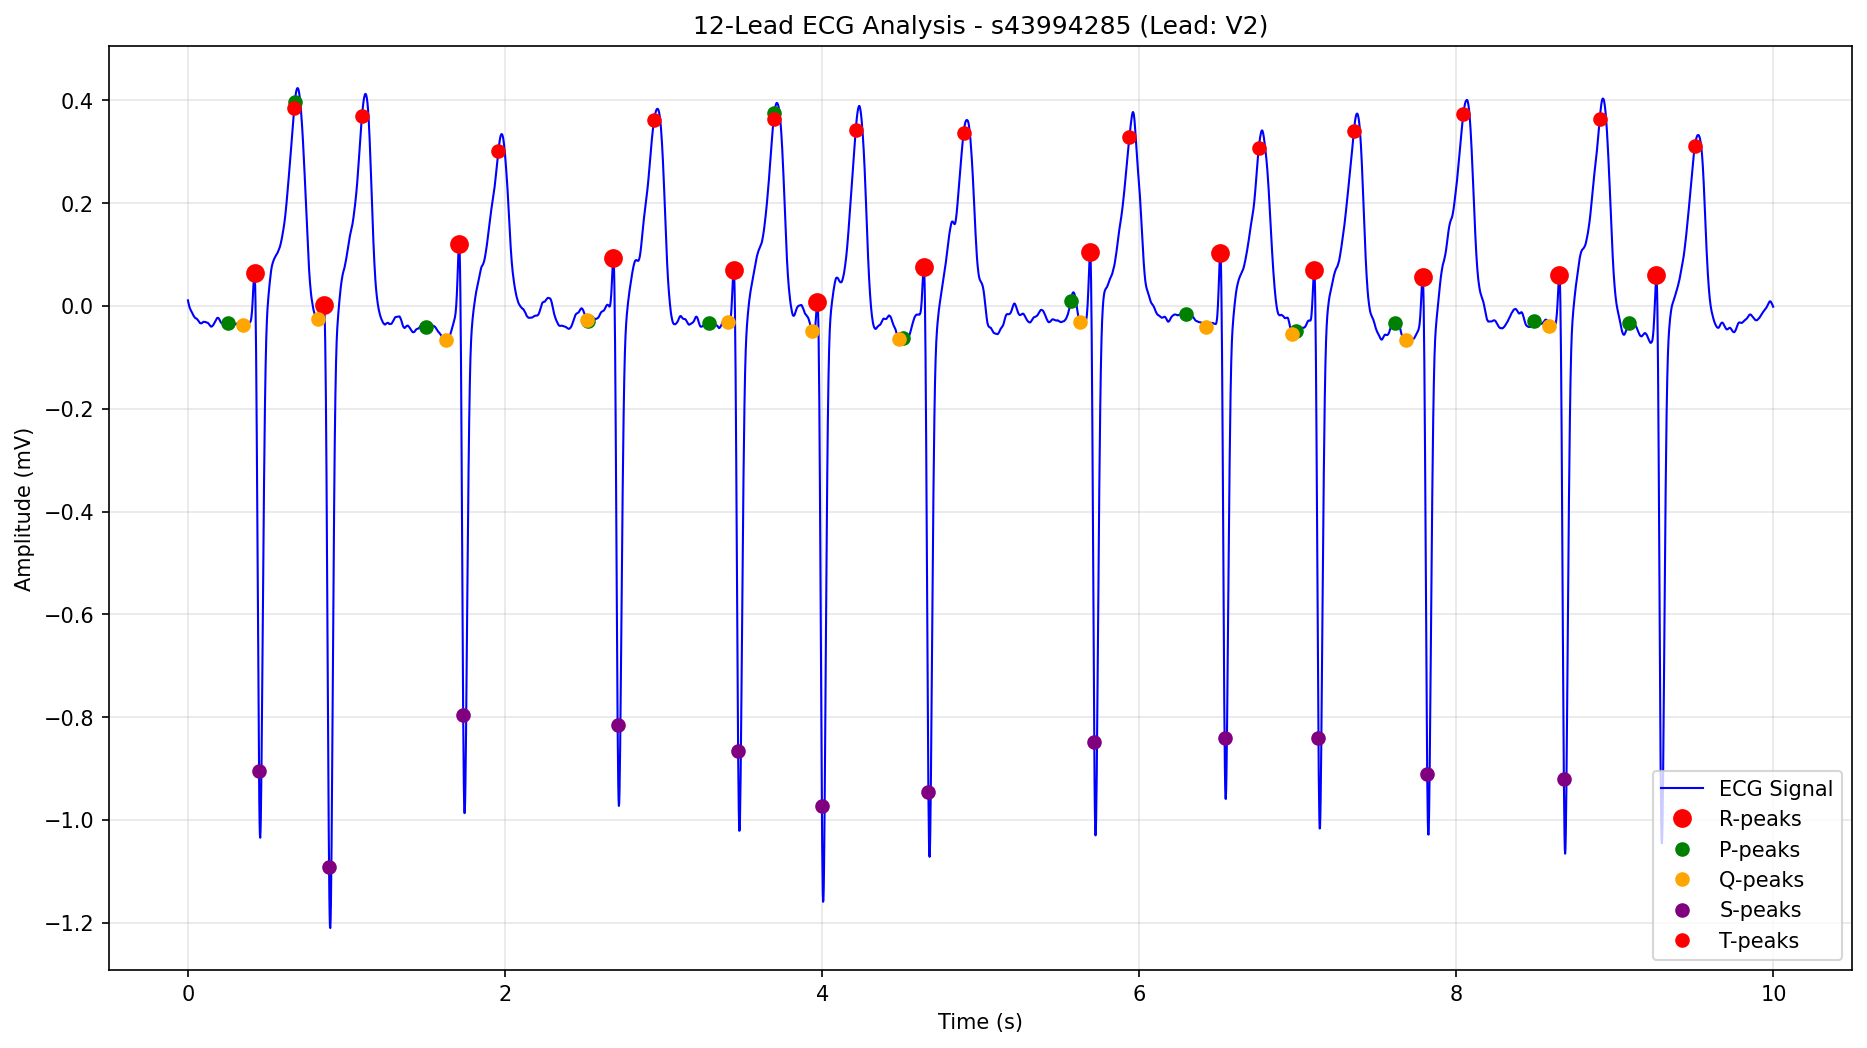 12-Lead ECG Analysis - s43994285 (Lead: V2)
Amplitude (mV)
0.4
0.2
0.0
−0.2
−0.4
−0.6
−0.8
−1.0
−1.2
0
2
4
6
8
10
Time (s)
ECG Signal
R-peaks
P-peaks
Q-peaks
S-peaks
T-peaks